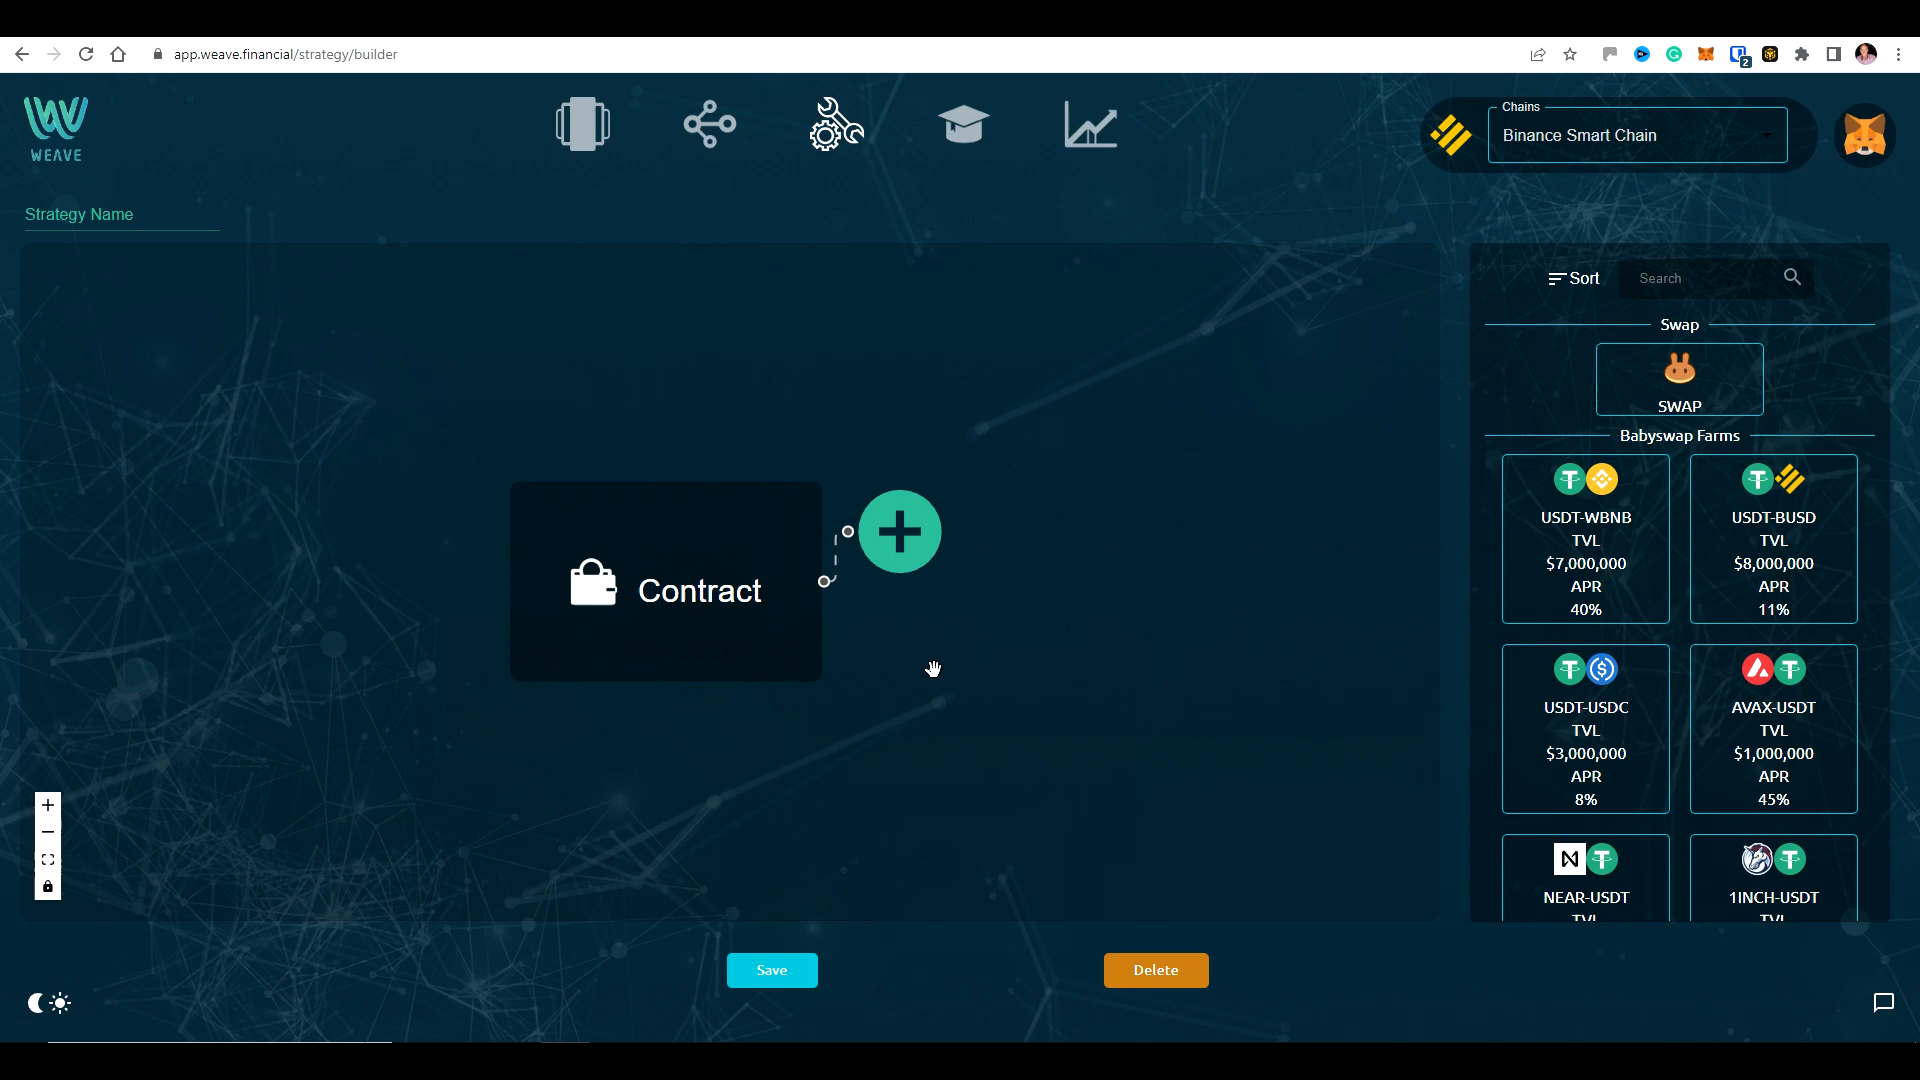 app.weave.financial/strategy/builder
2
WEAVE
Chains
Binance Smart Chain
Strategy Name
Sort
Search
Swap
SWAP
Babyswap Farms
USDT-WBNB
TVL
$7,000,000
APR
40%
USDT-BUSD
TVL
$8,000,000
APR
11%
Contract
USDT-USDC
TVL
$3,000,000
APR
8%
AVAX-USDT
TVL
$1,000,000
APR
45%
NEAR-USDT
TVL
1INCH-USDT
TVL
Save
Delete